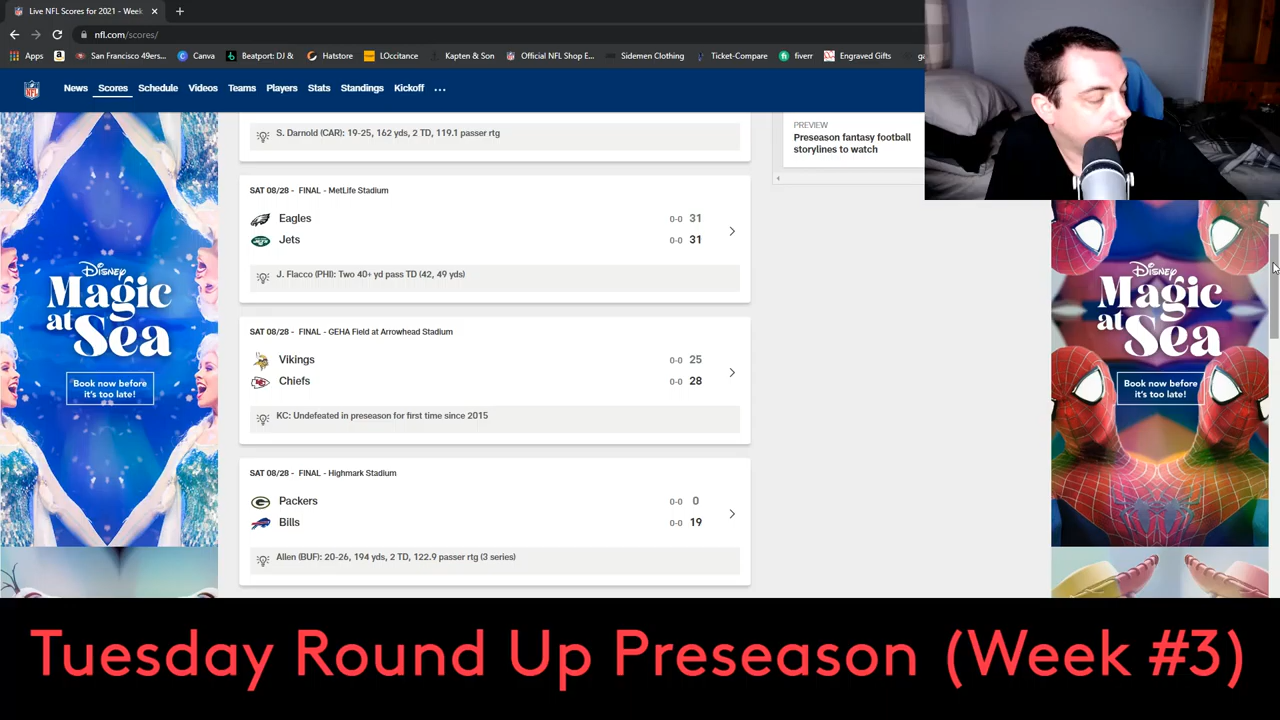 Live NFL Scores for 2021 - Week
nfl.com/scores/
Apps San Francisco 49ers... Canva Beatport: DJ & Hatstore LOccitance Kapten & Son Official NFL Shop E... Sidemen Clothing Ticket-Compare fiverr Engraved Gifts
News Scores Schedule Videos Teams Players Stats Standings Kickoff ...
S. Darnold (CAR): 19-25, 162 yds, 2 TD, 119.1 passer rtg
PREVIEW
Preseason fantasy football
storylines to watch
SAT 08/28 - FINAL - MetLife Stadium
Eagles 0-0 31
Jets 0-0 31
J. Flacco (PHI): Two 40+ yd pass TD (42, 49 yds)
SAT 08/28 - FINAL - GEHA Field at Arrowhead Stadium
Vikings 0-0 25
Chiefs 0-0 28
KC: Undefeated in preseason for first time since 2015
SAT 08/28 - FINAL - Highmark Stadium
Packers 0-0 0
Bills 0-0 19
Allen (BUF): 20-26, 194 yds, 2 TD, 122.9 passer rtg (3 series)
Disney
Magic
at Sea
Book now before
it's too late!
Disney
Magic
at Sea
Book now before
it's too late!
Tuesday Round Up Preseason (Week #3)